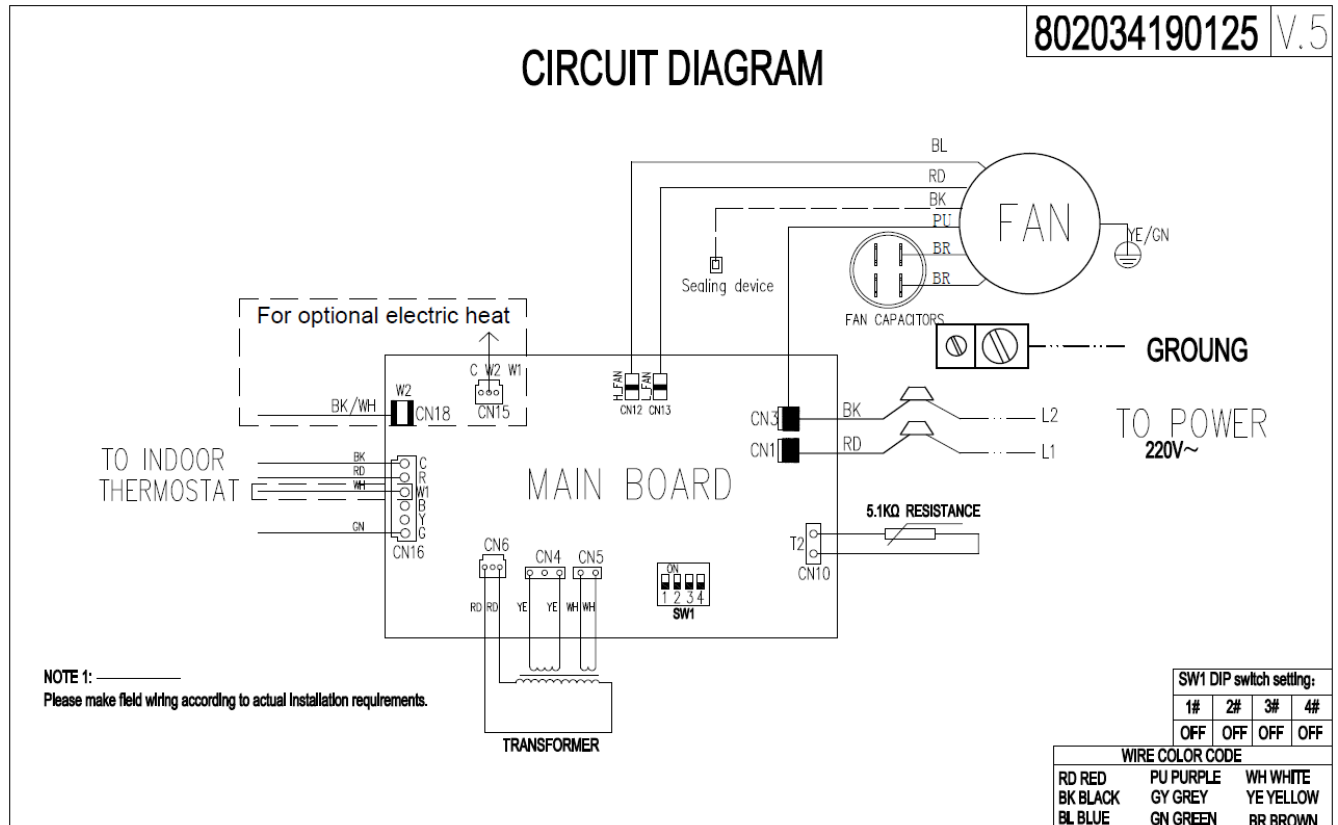 802034190125 V.5
CIRCUIT DIAGRAM
BL
RD
BK
PU
BR
BR
FAN
YE/GN
Sealing device
FAN CAPACITORS
GROUNG
For optional electric heat
C W2 W1
CN15
W2
BK/WH
CN18
H_FAN
L_FAN
CN12 CN13
CN3
BK
L2
CN1
RD
L1
TO POWER
220V~
TO INDOOR
THERMOSTAT
BK
RD
WH
GN
C
R
W1
B
Y
G
CN16
MAIN BOARD
5.1KΩ RESISTANCE
T2
CN10
CN6
CN4
CN5
RD RD YE YE WH WH
ON
1 2 3 4
SW1
TRANSFORMER
NOTE 1:
Please make field wiring according to actual installation requirements.
SW1 DIP switch setting:
1# 2# 3# 4#
OFF OFF OFF OFF
WIRE COLOR CODE
RD RED PU PURPLE WH WHITE
BK BLACK GY GREY YE YELLOW
BL BLUE GN GREEN BR BROWN